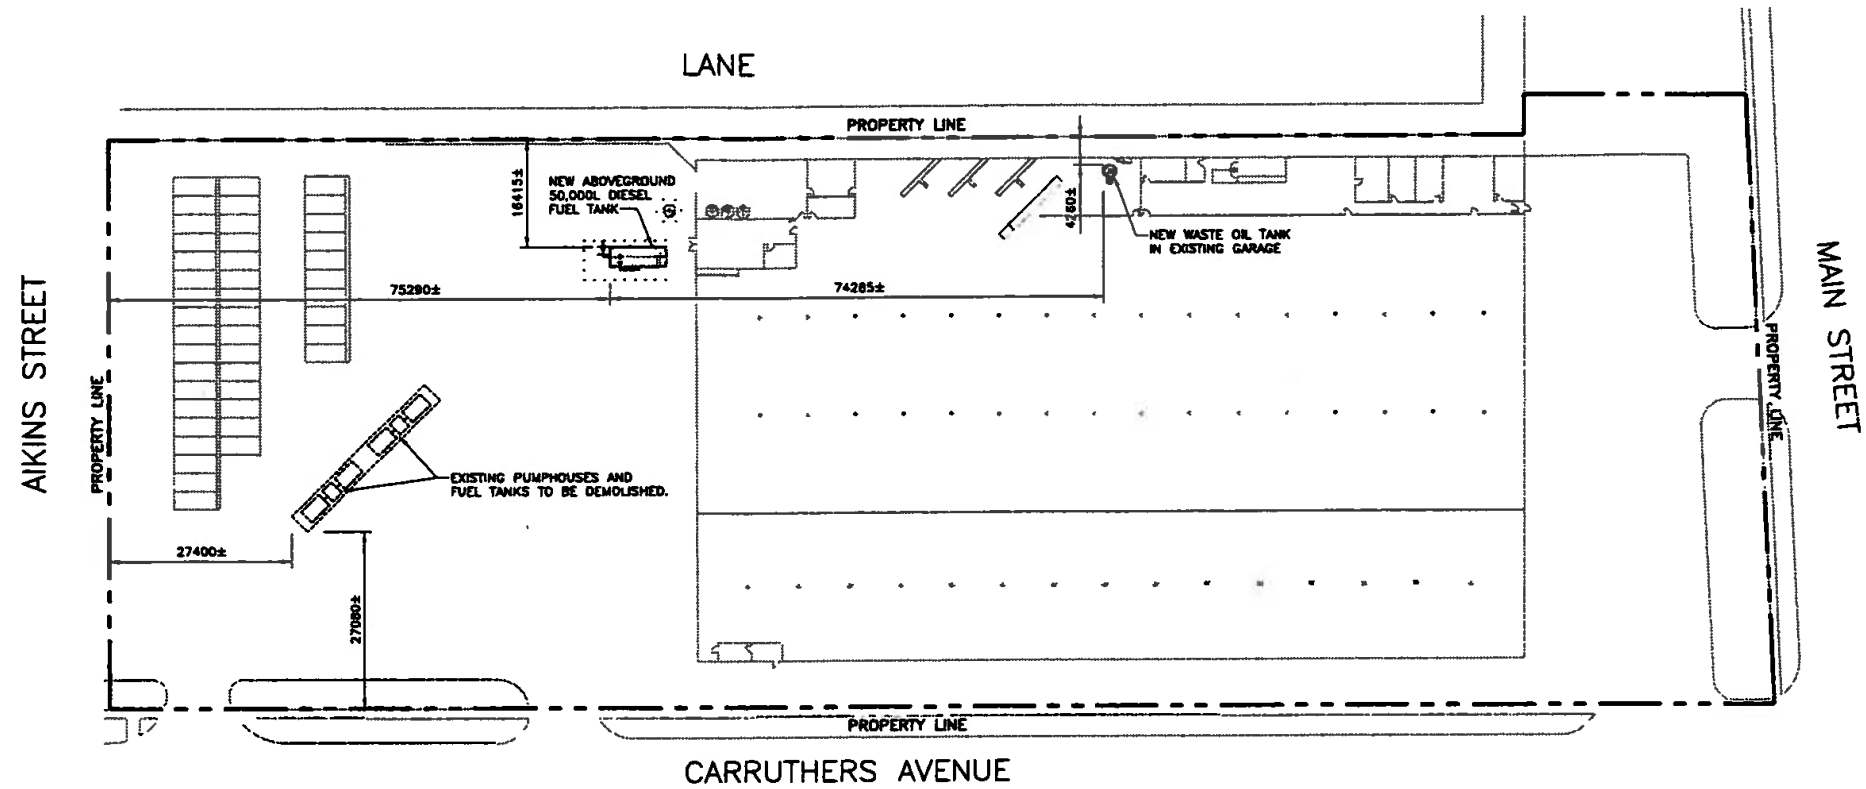 LANE
PROPERTY LINE
16415±
NEW ABOVEGROUND
50,000L DIESEL
FUEL TANK
4260±
NEW WASTE OIL TANK
IN EXISTING GARAGE
75290±
74285±
AIKINS STREET
PROPERTY LINE
MAIN STREET
PROPERTY LINE
EXISTING PUMPHOUSES AND
FUEL TANKS TO BE DEMOLISHED.
27400±
27080±
PROPERTY LINE
CARRUTHERS AVENUE